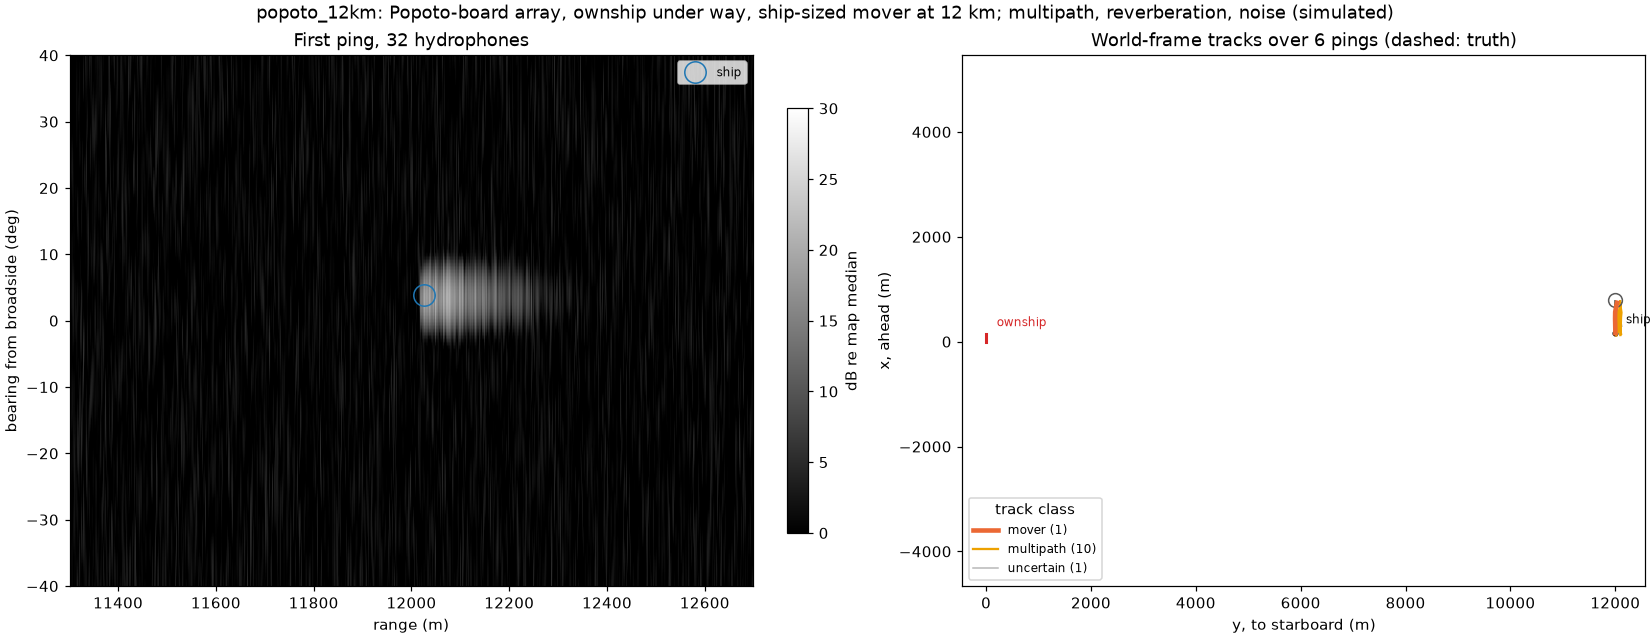 popoto_12km: Popoto-board array, ownship under way, ship-sized mover at 12 km; multipath, reverberation, noise (simulated)
First ping, 32 hydrophones
ship
40
30
20
10
0
−10
−20
−30
−40
bearing from broadside (deg)
11400 11600 11800 12000 12200 12400 12600
range (m)
30
25
20
15
10
5
0
dB re map median
World-frame tracks over 6 pings (dashed: truth)
4000
2000
0
−2000
−4000
x, ahead (m)
ownship
ship
track class
mover (1)
multipath (10)
uncertain (1)
0 2000 4000 6000 8000 10000 12000
y, to starboard (m)